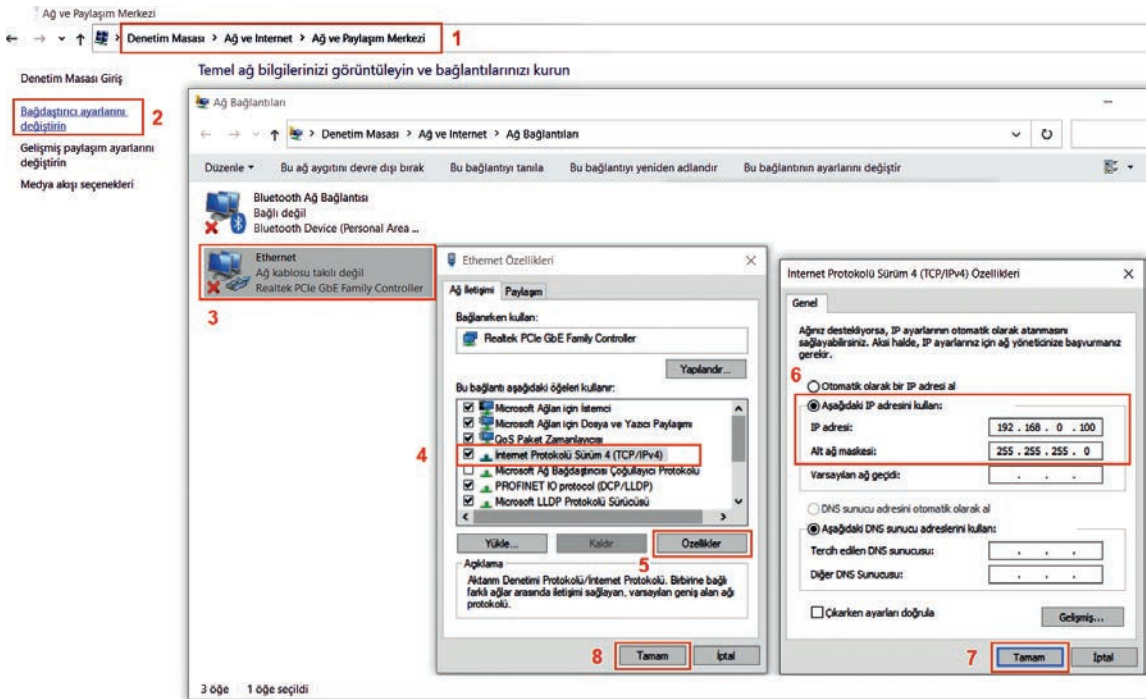 Ağ ve Paylaşım Merkezi
Denetim Masası > Ağ ve Internet > Ağ ve Paylaşım Merkezi
1
Denetim Masası Giriş
Temel ağ bilgilerinizi görüntüleyin ve bağlantılarınızı kurun
Bağdaştırıcı ayarlarını
değiştirin
2
Gelişmiş paylaşım ayarlarını
değiştirin
Medya akışı seçenekleri
Ağ Bağlantıları
Denetim Masası > Ağ ve Internet > Ağ Bağlantıları
Düzenle Bu ağ aygıtını devre dışı bırak Bu bağlantıyı tanıla Bu bağlantıyı yeniden adlandır Bu bağlantının ayarlarını değiştir
Bluetooth Ağ Bağlantısı
Bağlı değil
Bluetooth Device (Personal Area ...
Ethernet
Ağ kablosu takılı değil
Realtek PCIe GbE Family Controller
3
Ethernet Özellikleri
Ağ İletişimi Paylaşım
Bağlanırken kullan:
Realtek PCIe GbE Family Controller
Yapılandır...
Bu bağlantı aşağıdaki öğeleri kullanır:
Microsoft Ağları için İstemci
Microsoft Ağları için Dosya ve Yazıcı Paylaşımı
QoS Paket Zamanlayıcısı
4
İnternet Protokolü Sürüm 4 (TCP/IPv4)
Microsoft Ağ Bağdaştırıcısı Çoğullayıcı Protokolü
PROFINET IO protocol (DCP/LLDP)
Microsoft LLDP Protokolü Sürücüsü
Yükle... Kaldır Özellikler
5
Açıklama
Aktarım Denetimi Protokolü/İnternet Protokolü. Birbirine bağlı
farklı ağlar arasında iletişimi sağlayan, varsayılan geniş alan ağı
protokolü.
8
Tamam İptal
İnternet Protokolü Sürüm 4 (TCP/IPv4) Özellikleri
Genel
Ağınız destekliyorsa, IP ayarlarının otomatik olarak atanmasını
sağlayabilirsiniz. Aksi halde, IP ayarlarınız için ağ yöneticinize başvurmanız
gerekir.
6
Otomatik olarak bir IP adresi al
Aşağıdaki IP adresini kullan:
IP adresi: 192 . 168 . 0 . 100
Alt ağ maskesi: 255 . 255 . 255 . 0
Varsayılan ağ geçidi: . . .
DNS sunucu adresini otomatik olarak al
Aşağıdaki DNS sunucu adreslerini kullan:
Tercih edilen DNS sunucusu: . . .
Diğer DNS Sunucusu: . . .
Çıkarken ayarları doğrula
Gelişmiş...
7
Tamam İptal
3 öğe 1 öğe seçildi